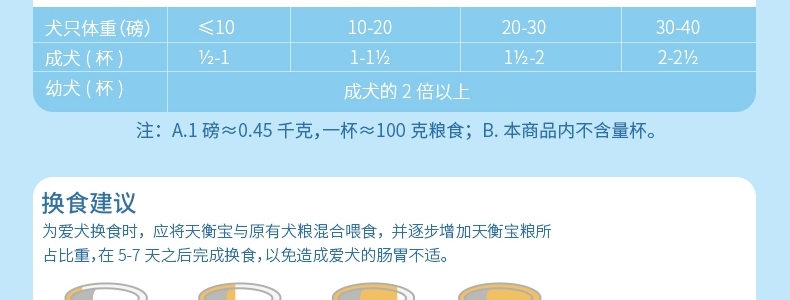 犬只体重(磅) ≤10 10-20 20-30 30-40
成犬(杯) ½-1 1-1½ 1½-2 2-2½
幼犬(杯) 成犬的 2 倍以上
注：A.1 磅≈0.45 千克,一杯≈100 克粮食；B. 本商品内不含量杯。
换食建议
为爱犬换食时，应将天衡宝与原有犬粮混合喂食，并逐步增加天衡宝粮所
占比重,在 5-7 天之后完成换食,以免造成爱犬的肠胃不适。